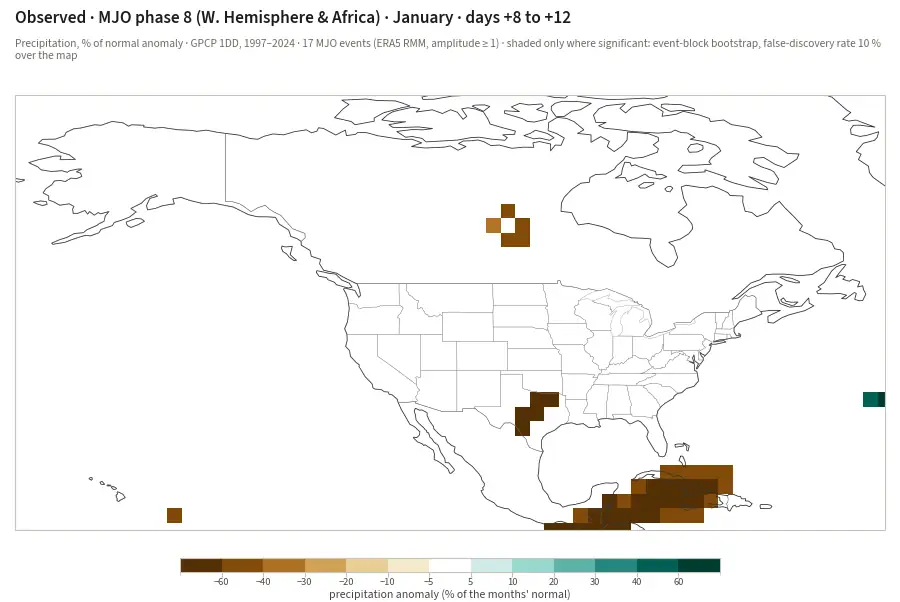 Observed · MJO phase 8 (W. Hemisphere & Africa) · January · days +8 to +12
Precipitation, % of normal anomaly · GPCP 1DD, 1997–2024 · 17 MJO events (ERA5 RMM, amplitude ≥ 1) · shaded only where significant: event-block bootstrap, false-discovery rate 10 %
over the map
−60 −40 −30 −20 −10 −5 5 10 20 30 40 60
precipitation anomaly (% of the months' normal)